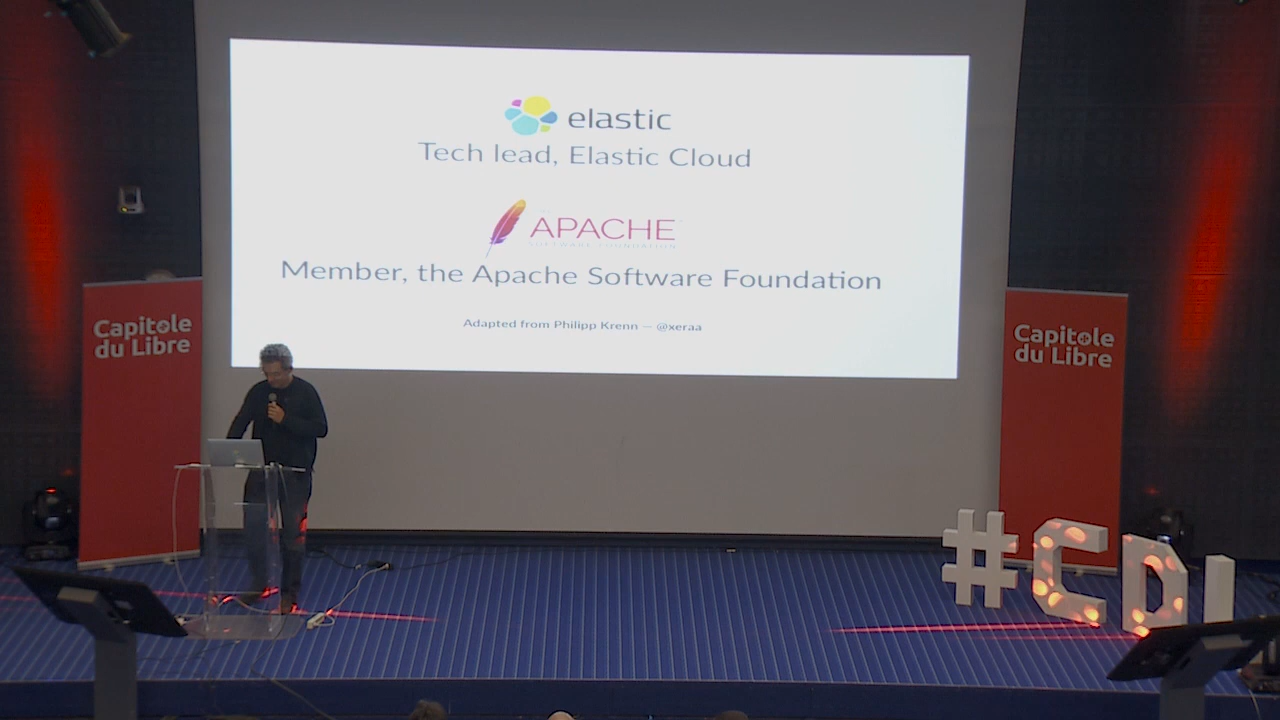 elastic
Tech lead, Elastic Cloud
APACHE
SOFTWARE FOUNDATION
Member, the Apache Software Foundation
Adapted from Philipp Krenn — @xeraa
Capitole
du Libre
Capitole
du Libre
#CDL